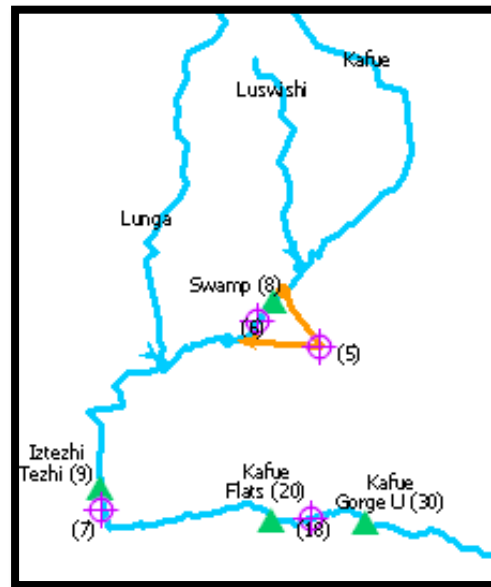 Kafue
Luswishi
Lunga
Swamp (8)
(6)
(5)
Iztezhi
Tezhi (9)
(7)
Kafue
Flats (20)
(18)
Kafue
Gorge U (30)